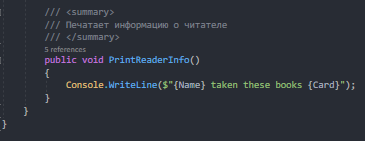 /// <summary>
/// Печатает информацию о читателе
/// </summary>
5 references
public void PrintReaderInfo()
{
Console.WriteLine($"{Name} taken these books {Card}");
}
}
}